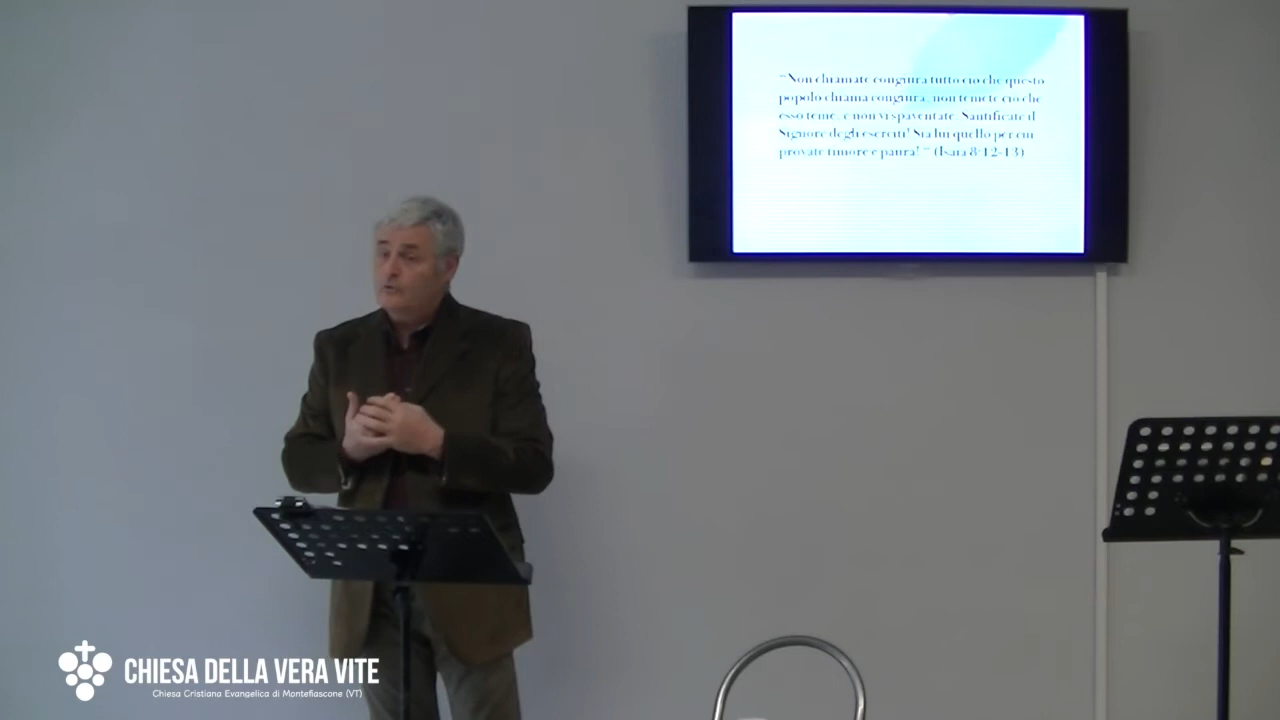 "Non chiamate congiura tutto ciò che questo
popolo chiama congiura; non temete ciò che
esso teme, e non vi spaventate. Santificate il
Signore degli eserciti! Sia lui quello per cui
provate timore e paura! " (Isaia 8:12-13)
CHIESA DELLA VERA VITE
Chiesa Cristiana Evangelica di Montefiascone (VT)